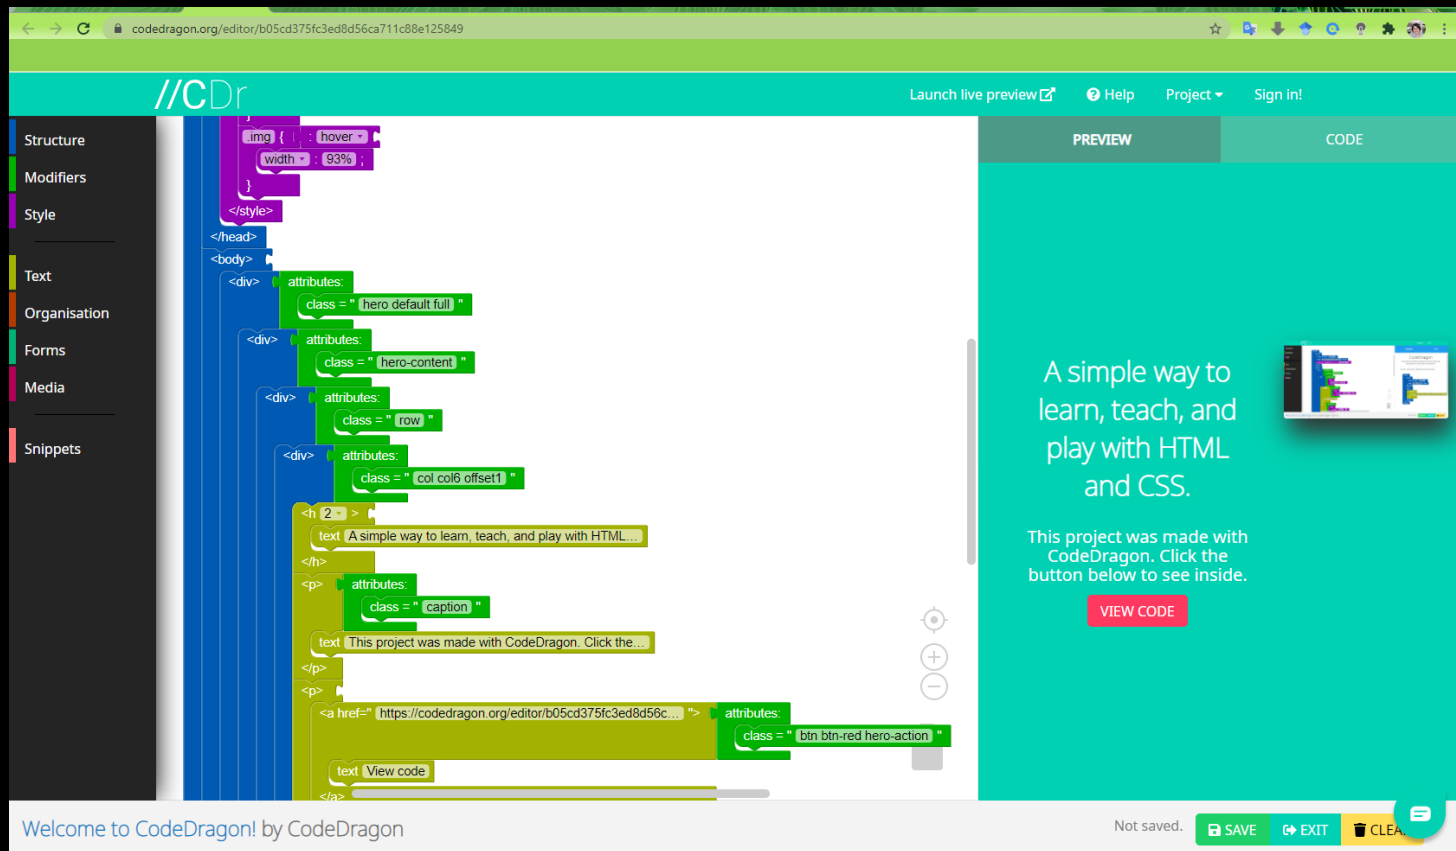 codedragon.org/editor/b05cd375fc3ed8d56ca711c88e125849
//CDr
Launch live preview
Help
Project
Sign in!
Structure
Modifiers
Style
Text
Organisation
Forms
Media
Snippets
}
.img { : hover
width : 93% ;
}
</style>
</head>
<body>
<div> attributes:
class = " hero default full "
<div> attributes:
class = " hero-content "
<div> attributes:
class = " row "
<div> attributes:
class = " col col6 offset1 "
<h 2 >
text A simple way to learn, teach, and play with HTML...
</h>
<p> attributes:
class = " caption "
text This project was made with CodeDragon. Click the...
</p>
<p>
<a href=" https://codedragon.org/editor/b05cd375fc3ed8d56c... "> attributes:
class = " btn btn-red hero-action "
text View code
</a>
PREVIEW
CODE
A simple way to
learn, teach, and
play with HTML
and CSS.
This project was made with
CodeDragon. Click the
button below to see inside.
VIEW CODE
Welcome to CodeDragon! by CodeDragon
Not saved.
SAVE
EXIT
CLEA